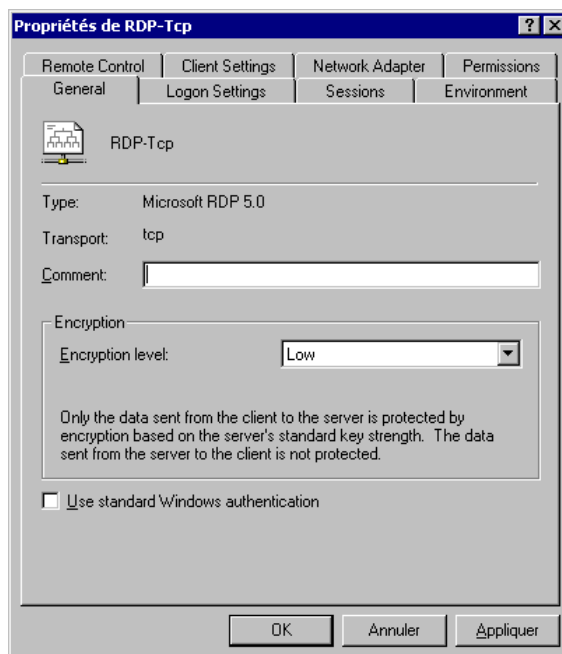 Propriétés de RDP-Tcp
Remote Control Client Settings Network Adapter Permissions
General Logon Settings Sessions Environment
RDP-Tcp
Type: Microsoft RDP 5.0
Transport: tcp
Comment:
Encryption
Encryption level: Low
Only the data sent from the client to the server is protected by
encryption based on the server's standard key strength. The data
sent from the server to the client is not protected.
Use standard Windows authentication
OK Annuler Appliquer